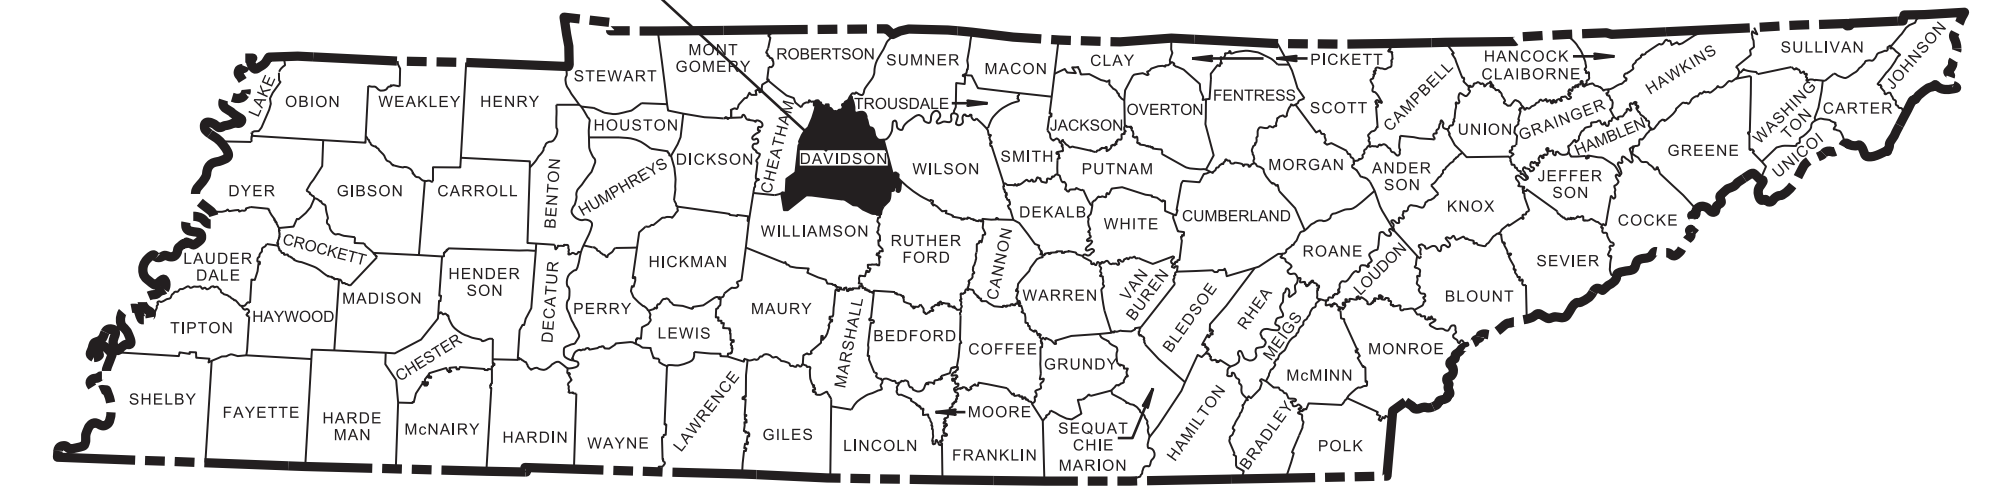 STEWART
MONT
GOMERY
ROBERTSON
SUMNER
MACON
CLAY
PICKETT
HANCOCK
CLAIBORNE
HAWKINS
SULLIVAN
JOHNSON
LAKE
OBION
WEAKLEY
HENRY
HOUSTON
CHEATHAM
TROUSDALE
JACKSON
OVERTON
FENTRESS
SCOTT
CAMPBELL
UNION
GRAINGER
HAMBLEN
WASHING
TON
CARTER
UNICOI
GREENE
DYER
GIBSON
CARROLL
BENTON
HUMPHREYS
DICKSON
DAVIDSON
WILSON
SMITH
PUTNAM
MORGAN
ANDER
SON
KNOX
JEFFER
SON
COCKE
LAUDER
DALE
CROCKETT
WILLIAMSON
RUTHER
FORD
CANNON
DEKALB
WHITE
CUMBERLAND
ROANE
LOUDON
SEVIER
BLOUNT
TIPTON
HAYWOOD
MADISON
HENDER
SON
DECATUR
PERRY
HICKMAN
LEWIS
MAURY
MARSHALL
BEDFORD
COFFEE
WARREN
VAN
BUREN
BLEDSOE
RHEA
MEIGS
MONROE
SHELBY
FAYETTE
HARDE
MAN
CHESTER
McNAIRY
HARDIN
WAYNE
LAWRENCE
GILES
LINCOLN
MOORE
FRANKLIN
GRUNDY
SEQUAT
CHIE
MARION
HAMILTON
BRADLEY
McMINN
POLK